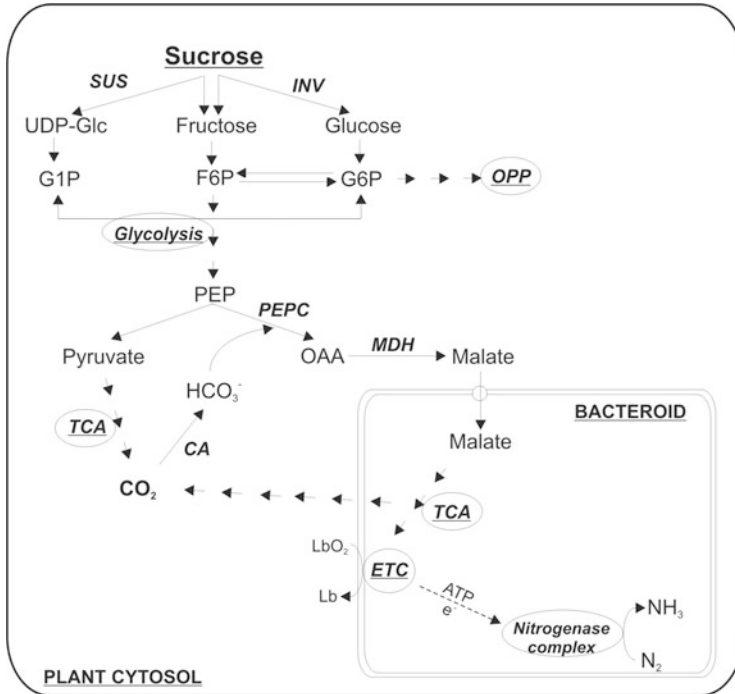 Sucrose
SUS INV
UDP-Glc Fructose Glucose
G1P F6P G6P OPP
Glycolysis
PEP
PEPC
Pyruvate OAA MDH Malate
HCO₃⁻
BACTEROID
TCA CA Malate
CO₂
TCA
LbO₂
ETC
Lb ATP
e⁻
NH₃
Nitrogenase
complex
N₂
PLANT CYTOSOL